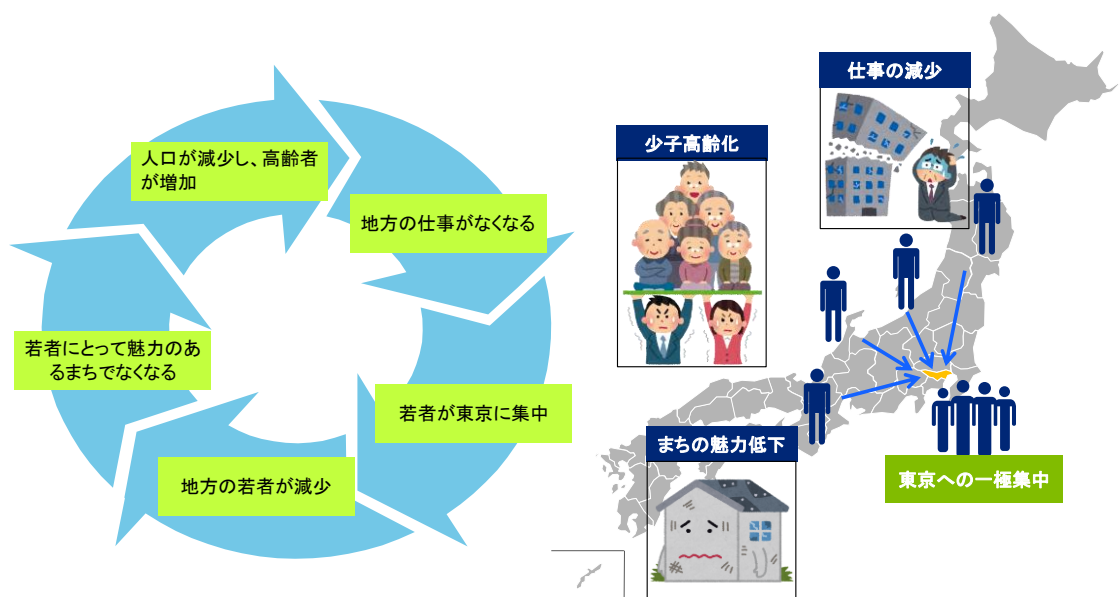 人口が減少し、高齢者
が増加
地方の仕事がなくなる
若者が東京に集中
地方の若者が減少
若者にとって魅力のあ
るまちでなくなる
仕事の減少
少子高齢化
まちの魅力低下
東京への一極集中